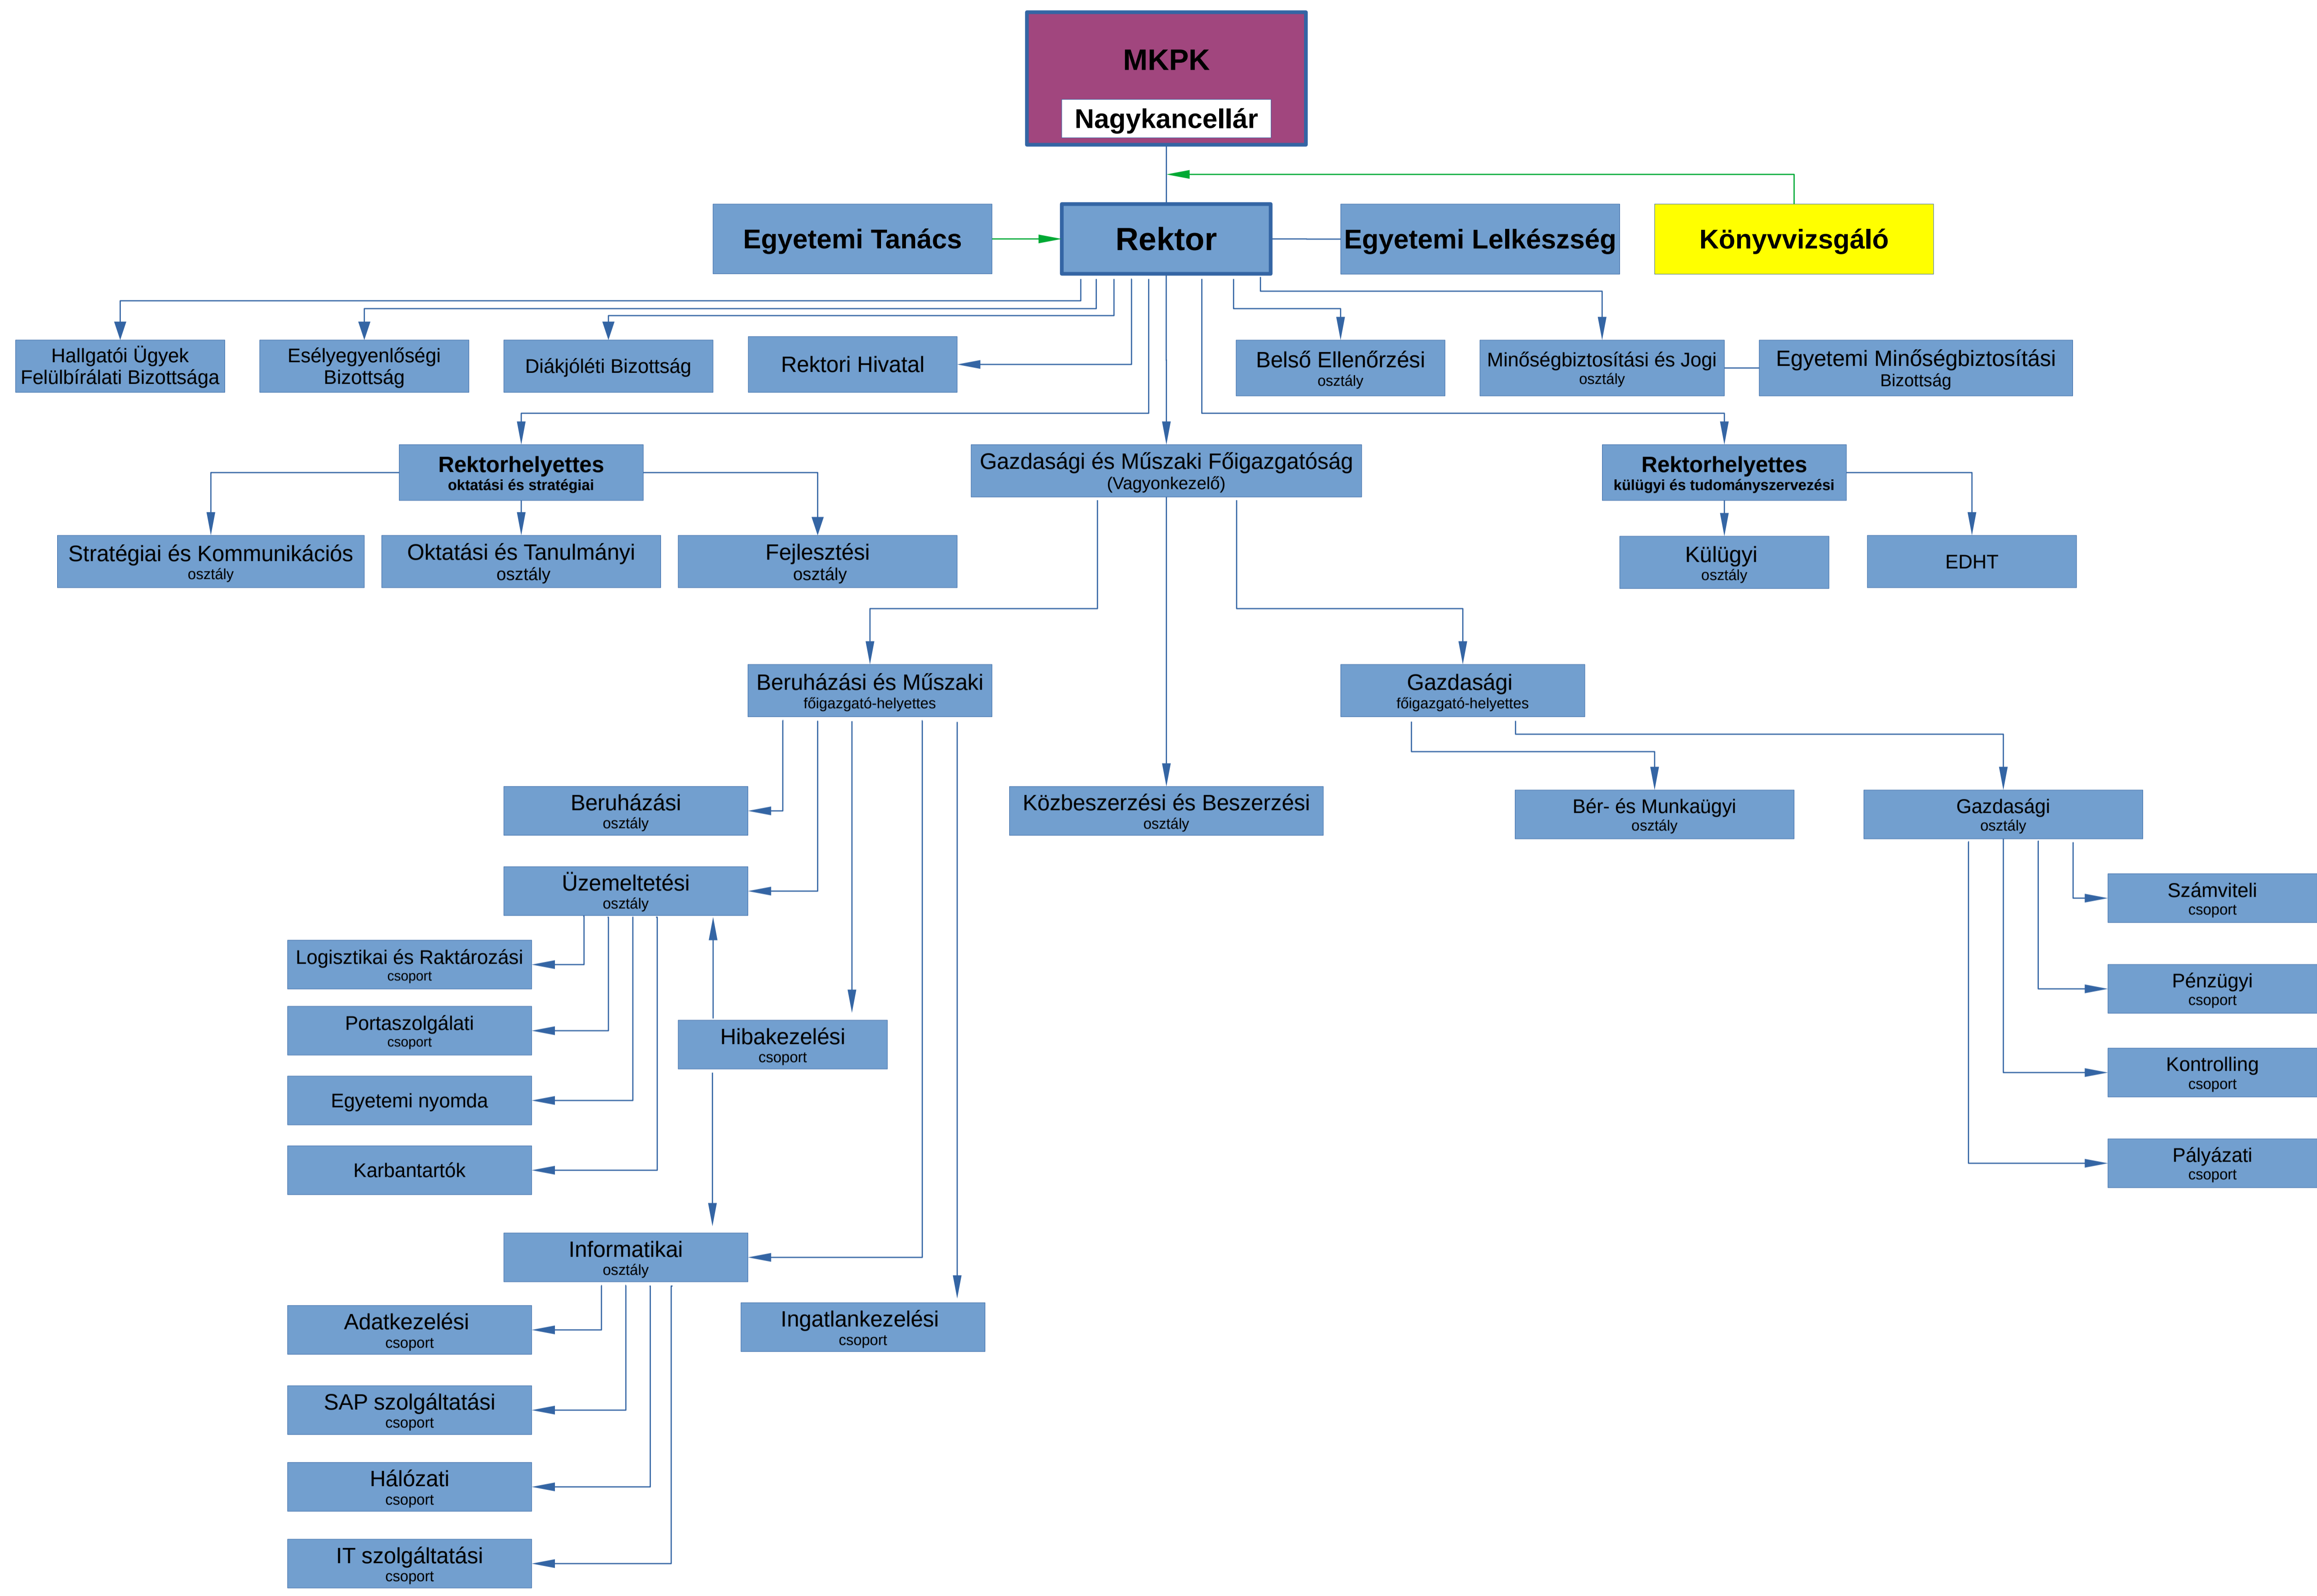 MKPK
Nagykancellár
Egyetemi Tanács
Rektor
Egyetemi Lelkészség
Könyvvizsgáló
Hallgatói Ügyek
Felülbírálati Bizottsága
Esélyegyenlőségi
Bizottság
Diákjóléti Bizottság
Rektori Hivatal
Belső Ellenőrzési
osztály
Minőségbiztosítási és Jogi
osztály
Egyetemi Minőségbiztosítási
Bizottság
Rektorhelyettes
oktatási és stratégiai
Gazdasági és Műszaki Főigazgatóság
(Vagyonkezelő)
Rektorhelyettes
külügyi és tudományszervezési
Stratégiai és Kommunikációs
osztály
Oktatási és Tanulmányi
osztály
Fejlesztési
osztály
Külügyi
osztály
EDHT
Beruházási és Műszaki
főigazgató-helyettes
Gazdasági
főigazgató-helyettes
Beruházási
osztály
Közbeszerzési és Beszerzési
osztály
Bér- és Munkaügyi
osztály
Gazdasági
osztály
Üzemeltetési
osztály
Számviteli
csoport
Logisztikai és Raktározási
csoport
Pénzügyi
csoport
Portaszolgálati
csoport
Hibakezelési
csoport
Kontrolling
csoport
Egyetemi nyomda
Karbantartók
Pályázati
csoport
Informatikai
osztály
Adatkezelési
csoport
Ingatlankezelési
csoport
SAP szolgáltatási
csoport
Hálózati
csoport
IT szolgáltatási
csoport